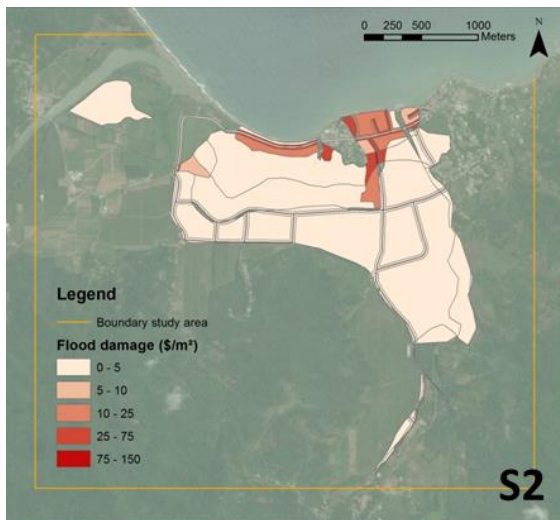 0 250 500 1000
Meters
N
Legend
Boundary study area
Flood damage ($/m²)
0 - 5
5 - 10
10 - 25
25 - 75
75 - 150
S2